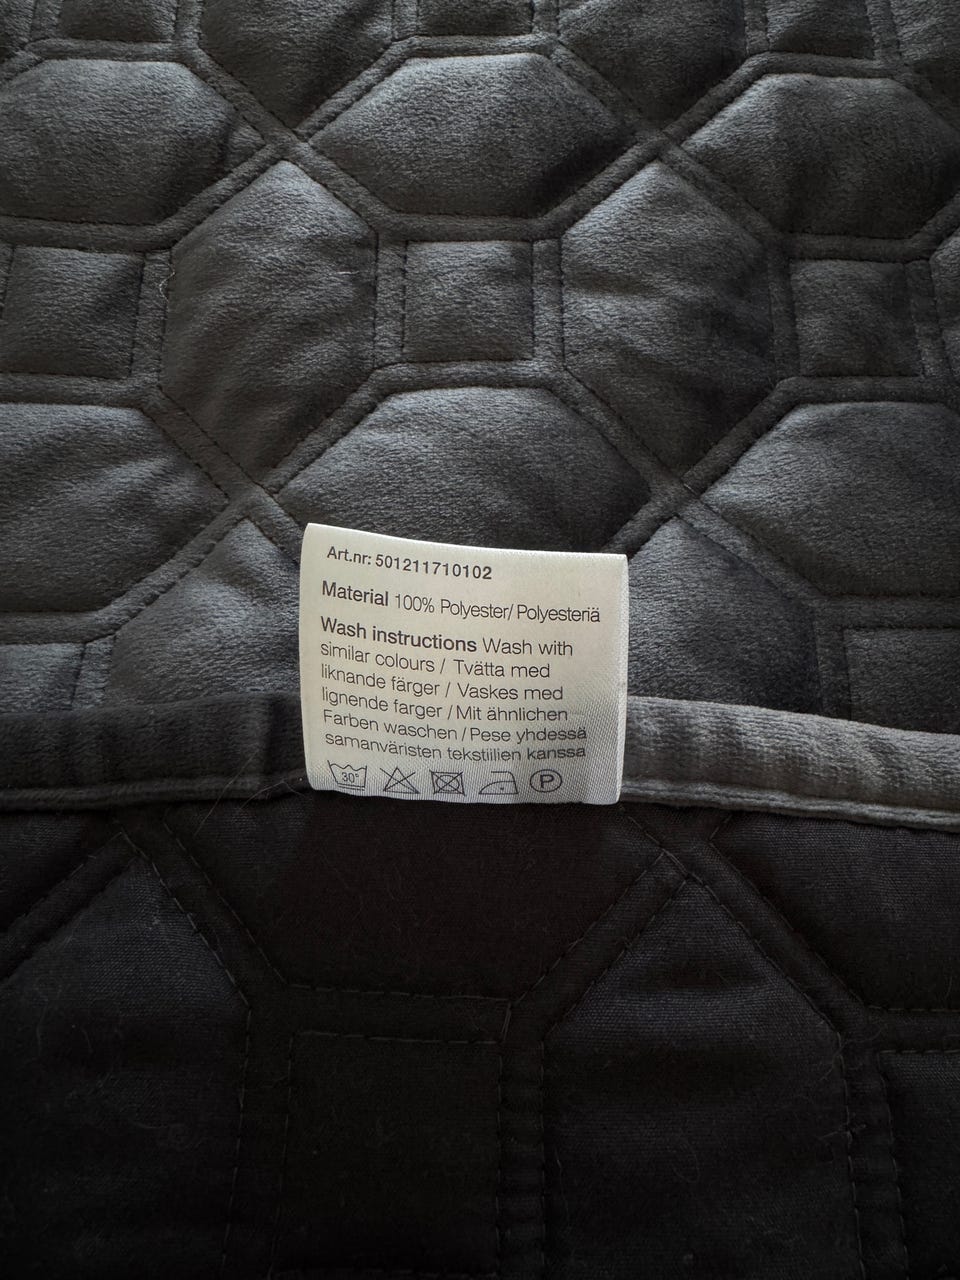 Art.nr: 501211710102
Material 100% Polyester/ Polyesteriä
Wash instructions Wash with
similar colours / Tvätta med
liknande färger / Vaskes med
lignende farger / Mit ähnlichen
Farben waschen / Pese yhdessä
samanväristen tekstiilien kanssa
30° P